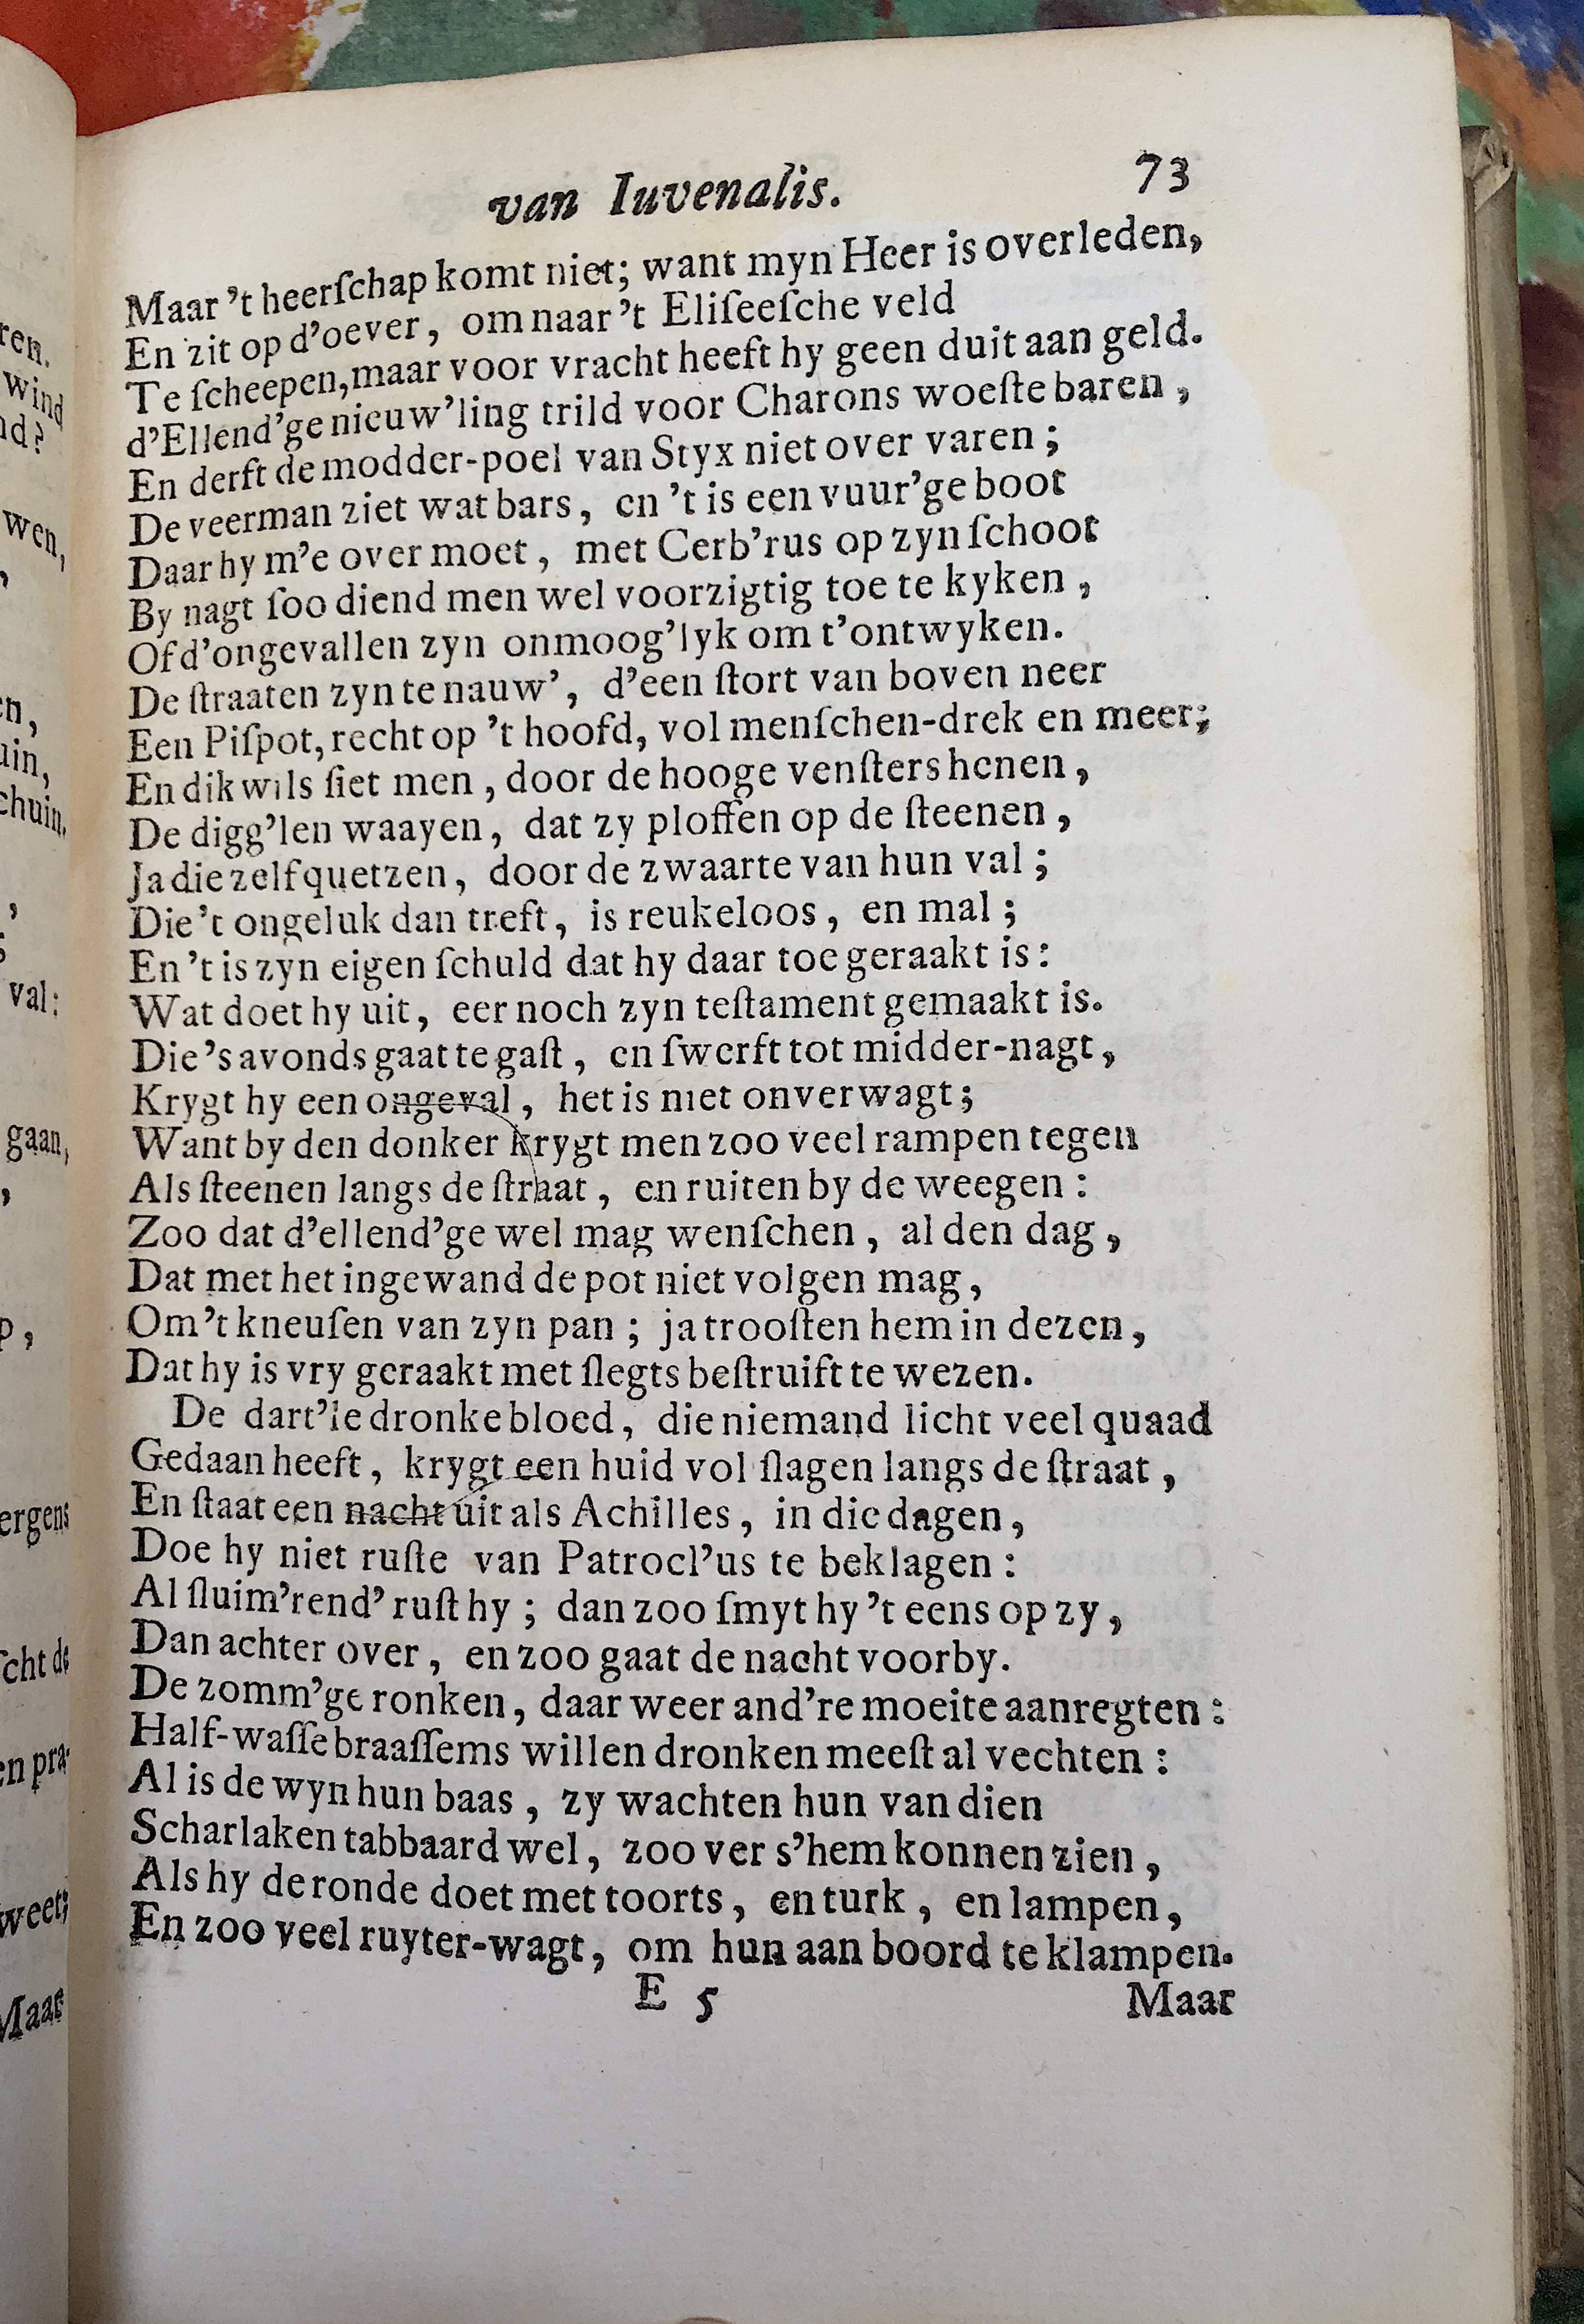 van Iuvenalis. 73
Maar 't heerſchap komt niet; want myn Heer is overleden,
En zit op d'oever, om naar 't Eliſeeſche veld
Te ſcheepen, maar voor vracht heeft hy geen duit aan geld.
d'Ellend'ge nieuw'ling trild voor Charons woeſte baren,
En derft de modder-poel van Styx niet over varen;
De veerman ziet wat bars, en 't is een vuur'ge boot
Daar hy m'e over moet, met Cerb'rus op zyn ſchoot
By nagt ſoo diend men wel voorzigtig toe te kyken,
Of d'ongevallen zyn onmoog'lyk om t'ontwyken.
De ſtraaten zyn te nauw', d'een ſtort van boven neer
Een Piſpot, recht op 't hoofd, vol menſchen-drek en meer;
En dikwils ſiet men, door de hooge venſters henen,
De digg'len waayen, dat zy ploffen op de ſteenen,
Ja die zelf quetzen, door de zwaarte van hun val;
Die 't ongeluk dan treft, is reukeloos, en mal;
En 't is zyn eigen ſchuld dat hy daar toe geraakt is:
Wat doet hy uit, eer noch zyn teſtament gemaakt is.
Die 's avonds gaat te gaſt, en ſwerft tot midder-nagt,
Krygt hy een ongeval, het is niet onverwagt;
Want by den donker krygt men zoo veel rampen tegen
Als ſteenen langs de ſtraat, en ruiten by de weegen:
Zoo dat d'ellend'ge wel mag wenſchen, al den dag,
Dat met het ingewand de pot niet volgen mag,
Om 't kneuſen van zyn pan; ja trooſten hem in dezen,
Dat hy is vry geraakt met ſlegts beſtruift te wezen.
De dart'le dronke bloed, die niemand licht veel quaad
Gedaan heeft, krygt een huid vol ſlagen langs de ſtraat,
En ſtaat een nacht uit als Achilles, in die dagen,
Doe hy niet ruſte van Patrocl'us te beklagen:
Al ſluim'rend' ruſt hy; dan zoo ſmyt hy 't eens op zy,
Dan achter over, en zoo gaat de nacht voorby.
De zomm'ge ronken, daar weer and're moeite aanregten:
Half-waſſe braaſſems willen dronken meeſt al vechten:
Al is de wyn hun baas, zy wachten hun van dien
Scharlaken tabbaard wel, zoo ver s'hem konnen zien,
Als hy de ronde doet met toorts, en turk, en lampen,
En zoo veel ruyter-wagt, om hun aan boord te klampen.
E 5 Maar